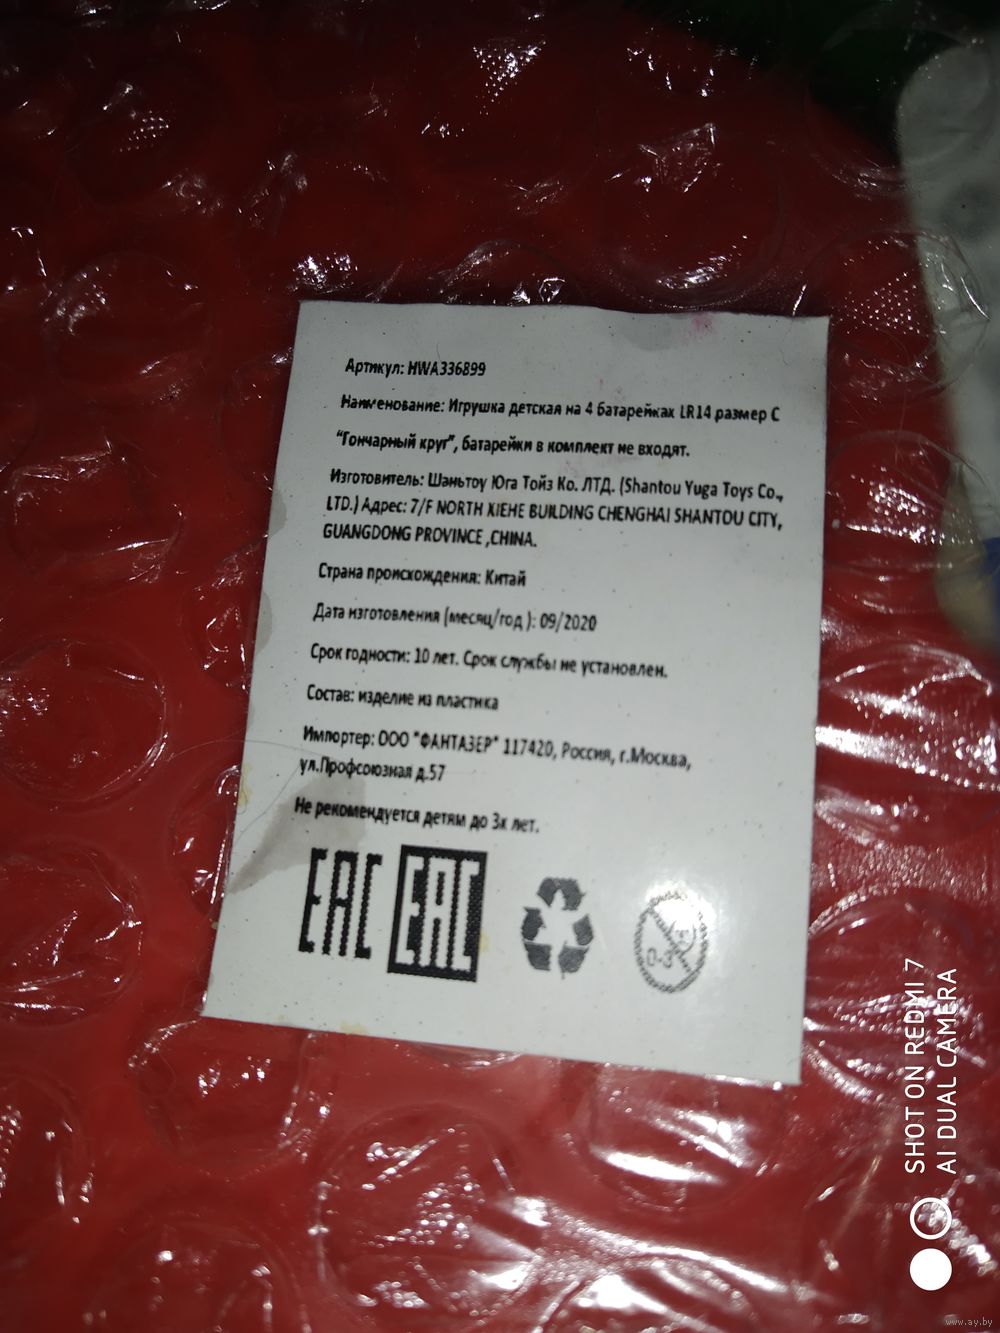 Артикул: HWA336899
Наименование: Игрушка детская на 4 батарейках LR14 размер С
"Гончарный круг", батарейки в комплект не входят.
Изготовитель: Шаньтоу Юга Тойз Ко. ЛТД. (Shantou Yuga Toys Co.,
LTD.) Адрес: 7/F NORTH XIEHE BUILDING CHENGHAI SHANTOU CITY,
GUANGDONG PROVINCE ,CHINA.
Страна происхождения: Китай
Дата изготовления (месяц/год ): 09/2020
Срок годности: 10 лет. Срок службы не установлен.
Состав: изделие из пластика
Импортер: ООО "ФАНТАЗЕР" 117420, Россия, г.Москва,
ул.Профсоюзная д.57
Не рекомендуется детям до 3х лет.
EAC EAC 0-3
SHOT ON REDMI 7
AI DUAL CAMERA
www.ay.by